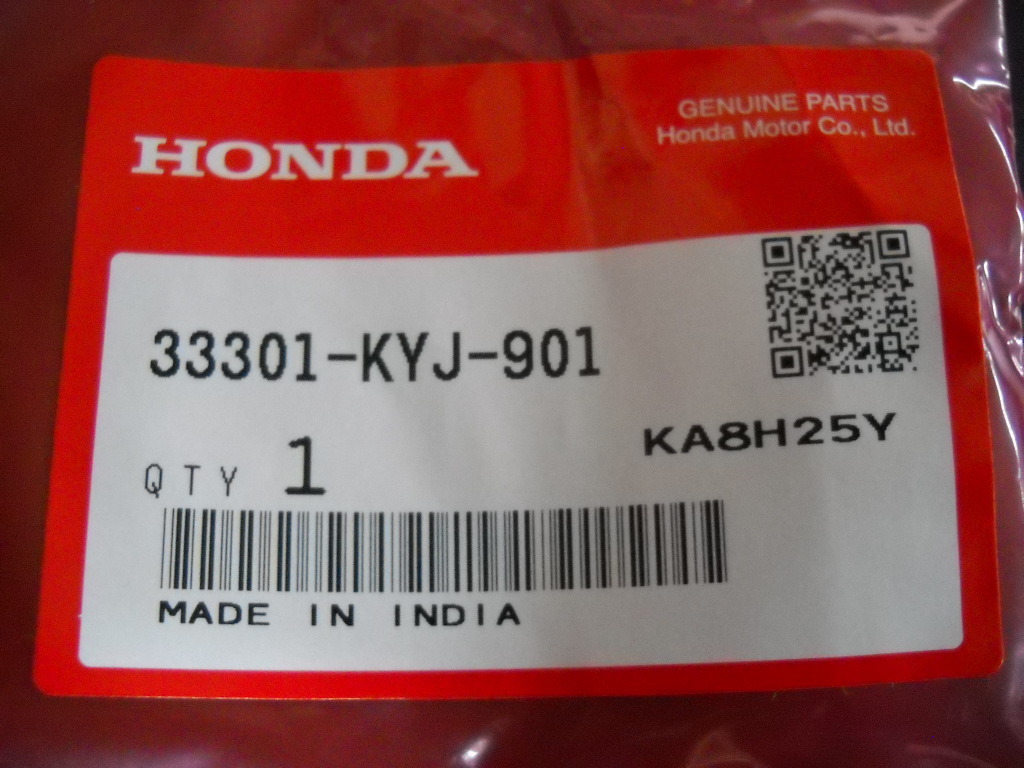 GENUINE PARTS
Honda Motor Co., Ltd.
HONDA
33301-KYJ-901
KA8H25Y
QTY 1
MADE IN INDIA